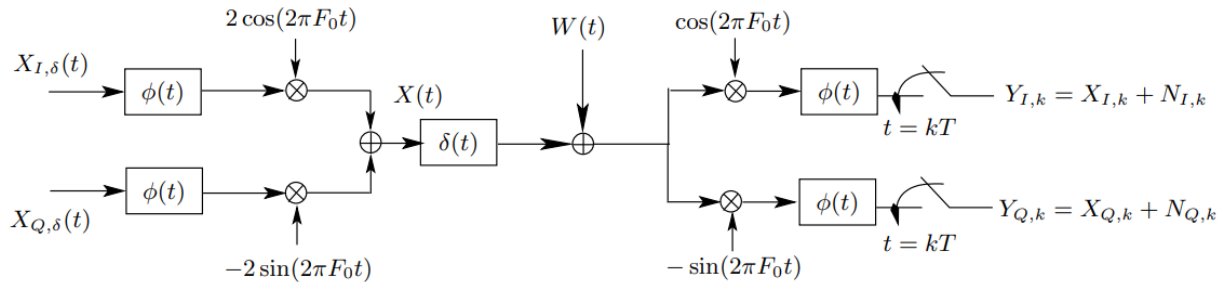 2 cos(2πF₀t)
W(t)
cos(2πF₀t)
X_{I,δ}(t)
φ(t)
X(t)
φ(t)
Y_{I,k} = X_{I,k} + N_{I,k}
t = kT
δ(t)
φ(t)
φ(t)
X_{Q,δ}(t)
Y_{Q,k} = X_{Q,k} + N_{Q,k}
t = kT
−2 sin(2πF₀t)
− sin(2πF₀t)